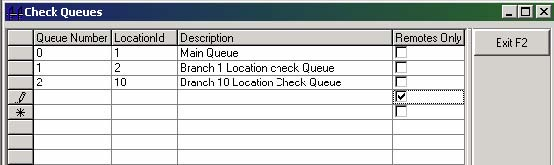 Check Queues
Queue Number LocationId Description Remotes Only
Exit F2
0 1 Main Queue
1 2 Branch 1 Location check Queue
2 10 Branch 10 Location Check Queue